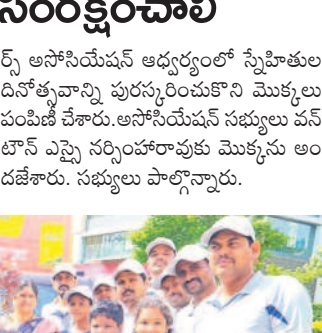 సంరక్షించాలి
ర్స్ అసోసియేషన్ ఆధ్వర్యంలో స్నేహితుల
దినోత్సవాన్ని పురస్కరించుకొని మొక్కలు
పంపిణీ చేశారు.అసోసియేషన్ సభ్యులు వన్
టౌన్ ఎస్సై నర్సింహారావుకు మొక్కను అం
దజేశారు. సభ్యులు పాల్గొన్నారు.